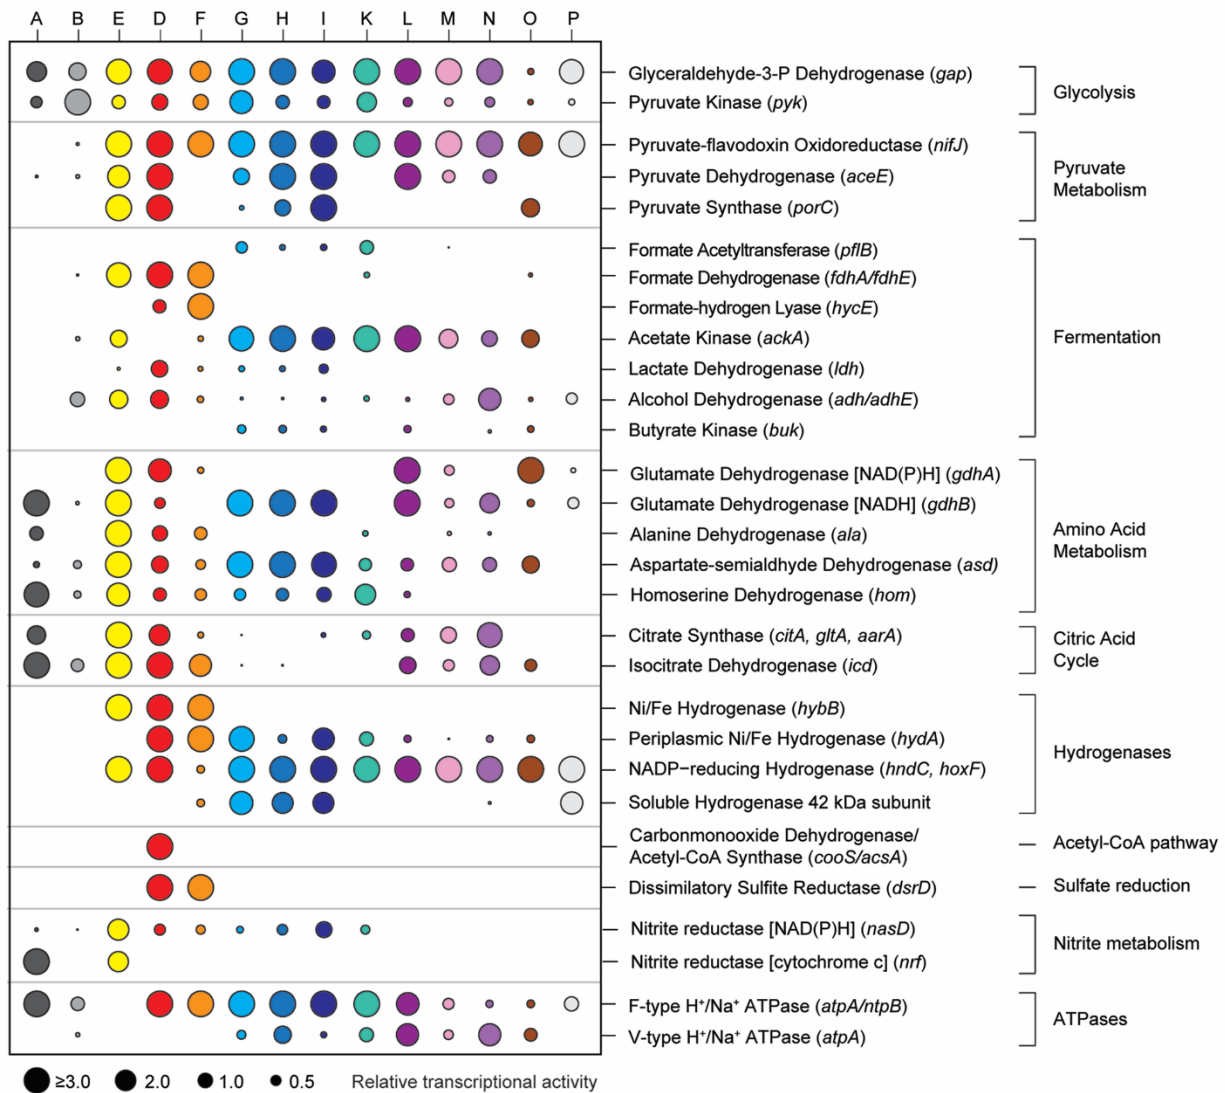 A B E D F G H I K L M N O P
Glyceraldehyde-3-P Dehydrogenase (gap)
Pyruvate Kinase (pyk)
Glycolysis
Pyruvate-flavodoxin Oxidoreductase (nifJ)
Pyruvate Dehydrogenase (aceE)
Pyruvate Synthase (porC)
Pyruvate
Metabolism
Formate Acetyltransferase (pflB)
Formate Dehydrogenase (fdhA/fdhE)
Formate-hydrogen Lyase (hycE)
Acetate Kinase (ackA)
Lactate Dehydrogenase (ldh)
Alcohol Dehydrogenase (adh/adhE)
Butyrate Kinase (buk)
Fermentation
Glutamate Dehydrogenase [NAD(P)H] (gdhA)
Glutamate Dehydrogenase [NADH] (gdhB)
Alanine Dehydrogenase (ala)
Aspartate-semialdhyde Dehydrogenase (asd)
Homoserine Dehydrogenase (hom)
Amino Acid
Metabolism
Citrate Synthase (citA, gltA, aarA)
Isocitrate Dehydrogenase (icd)
Citric Acid
Cycle
Ni/Fe Hydrogenase (hybB)
Periplasmic Ni/Fe Hydrogenase (hydA)
NADP−reducing Hydrogenase (hndC, hoxF)
Soluble Hydrogenase 42 kDa subunit
Hydrogenases
Carbonmonooxide Dehydrogenase/
Acetyl-CoA Synthase (cooS/acsA)
Acetyl-CoA pathway
Dissimilatory Sulfite Reductase (dsrD)
Sulfate reduction
Nitrite reductase [NAD(P)H] (nasD)
Nitrite reductase [cytochrome c] (nrf)
Nitrite metabolism
F-type H⁺/Na⁺ ATPase (atpA/ntpB)
V-type H⁺/Na⁺ ATPase (atpA)
ATPases
≥3.0 2.0 1.0 0.5 Relative transcriptional activity